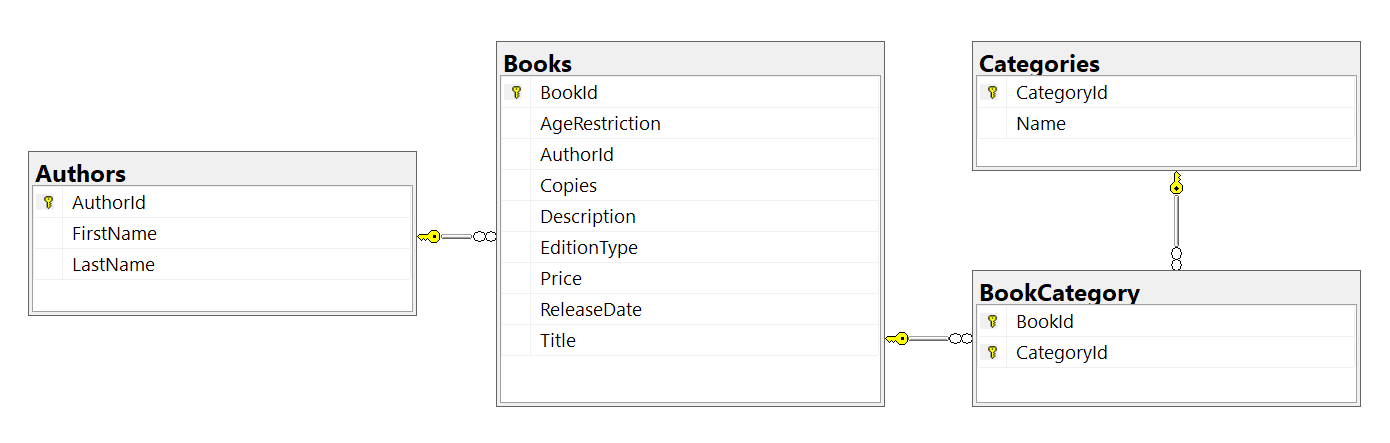 Authors
AuthorId
FirstName
LastName
Books
BookId
AgeRestriction
AuthorId
Copies
Description
EditionType
Price
ReleaseDate
Title
Categories
CategoryId
Name
BookCategory
BookId
CategoryId